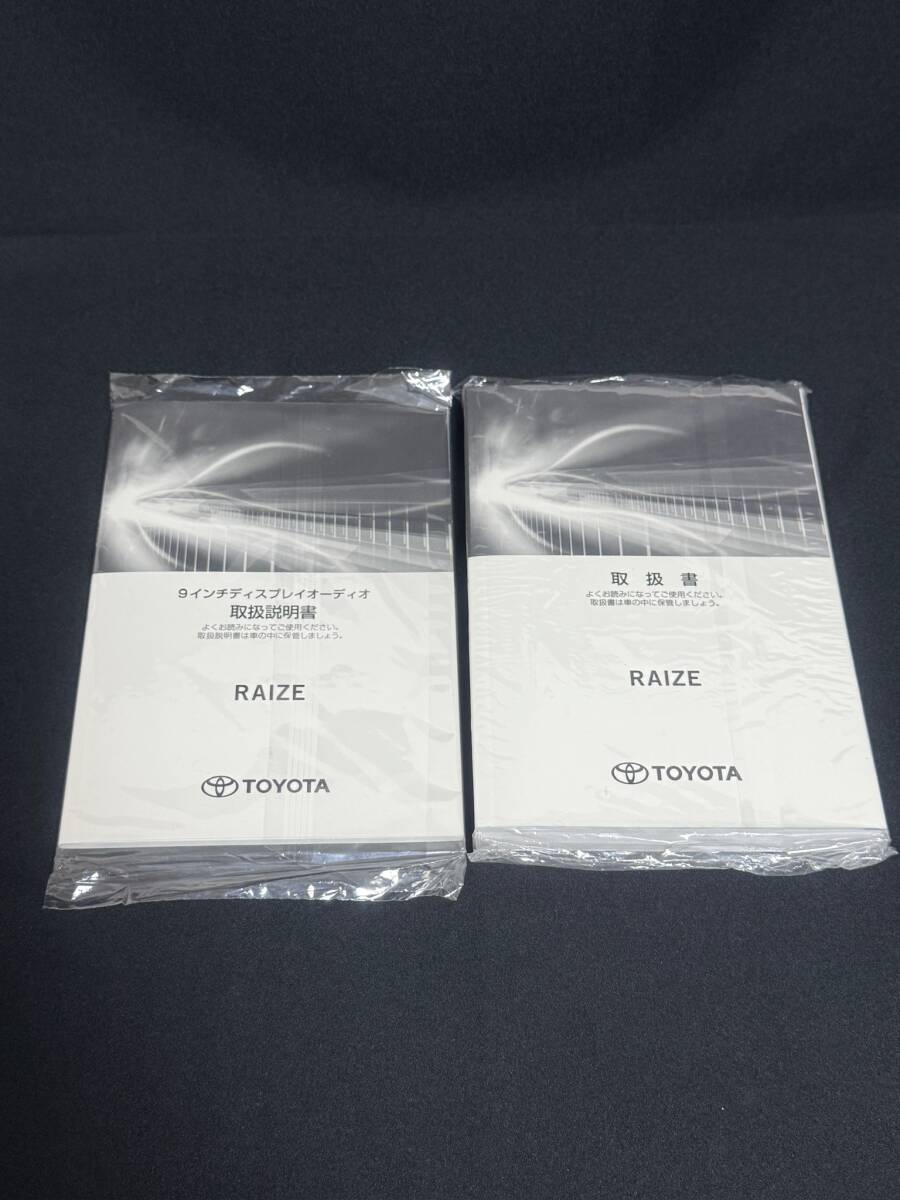 9インチディスプレイオーディオ
取扱説明書
よくお読みになってご使用ください。
取扱説明書は車の中に保管しましょう。
RAIZE
TOYOTA
取扱書
よくお読みになってご使用ください。
取扱書は車の中に保管しましょう。
RAIZE
TOYOTA